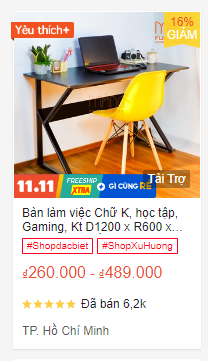 Yêu thích+
16%
GIẢM
11.11
FREESHIP
XTRA
+ GÌ CŨNG RẺ
Tài Trợ
Bàn làm việc Chữ K, học tập,
Gaming, Kt D1200 x R600 x...
#Shopdacbiet
#ShopXuHuong
₫260.000 - ₫489.000
Đã bán 6,2k
TP. Hồ Chí Minh